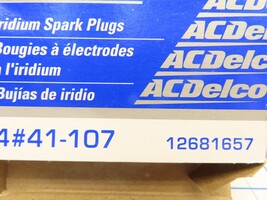 Iridium Spark Plugs
Bougies à électrodes
à l'iridium
Bujías de iridio
ACDelco
ACDelco
ACDelco
4#41-107
12681657